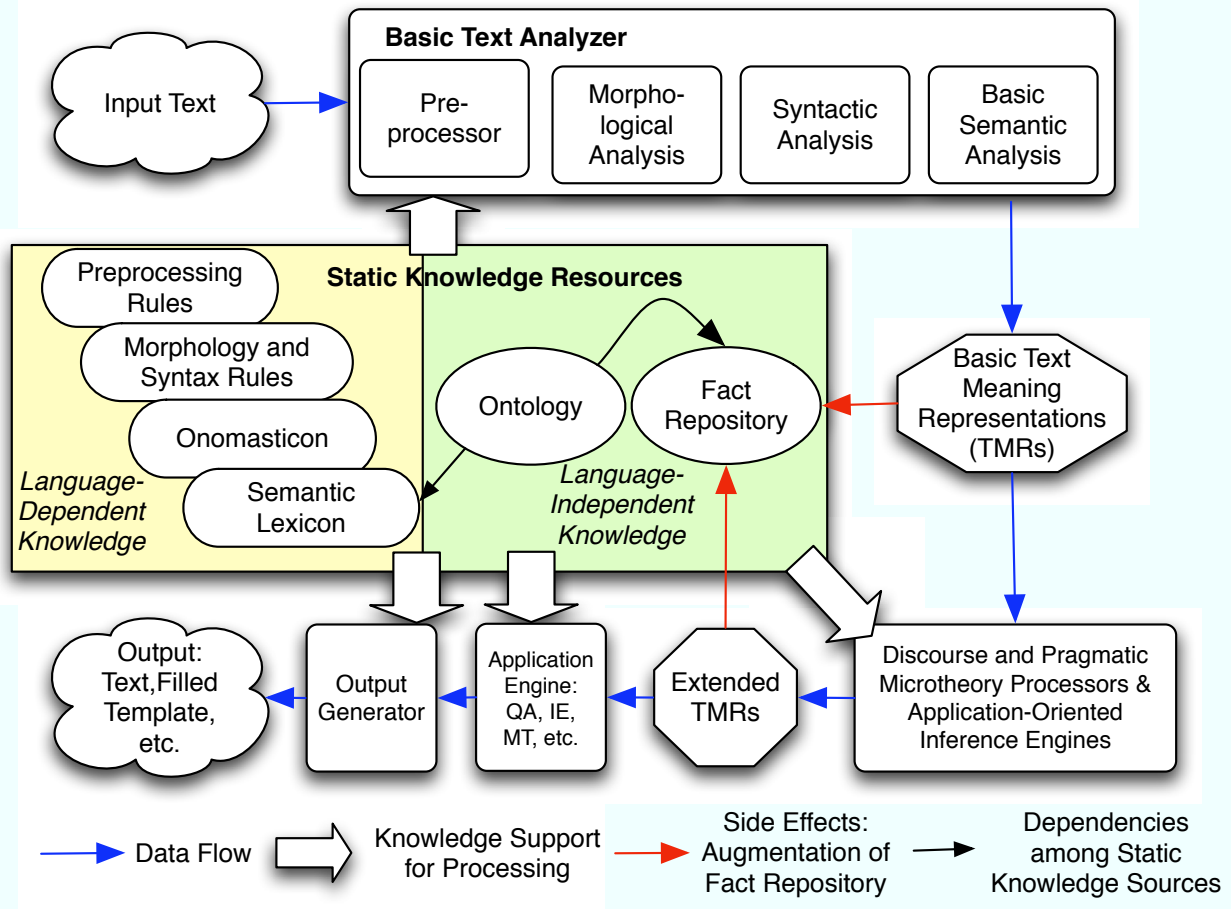 Basic Text Analyzer
Input Text
Pre-
processor
Morpho-
logical
Analysis
Syntactic
Analysis
Basic
Semantic
Analysis
Static Knowledge Resources
Preprocessing
Rules
Morphology and
Syntax Rules
Onomasticon
Semantic
Lexicon
Language-
Dependent
Knowledge
Ontology
Fact
Repository
Language-
Independent
Knowledge
Basic Text
Meaning
Representations
(TMRs)
Output:
Text,Filled
Template,
etc.
Output
Generator
Application
Engine:
QA, IE,
MT, etc.
Extended
TMRs
Discourse and Pragmatic
Microtheory Processors &
Application-Oriented
Inference Engines
Data Flow
Knowledge Support
for Processing
Side Effects:
Augmentation of
Fact Repository
Dependencies
among Static
Knowledge Sources